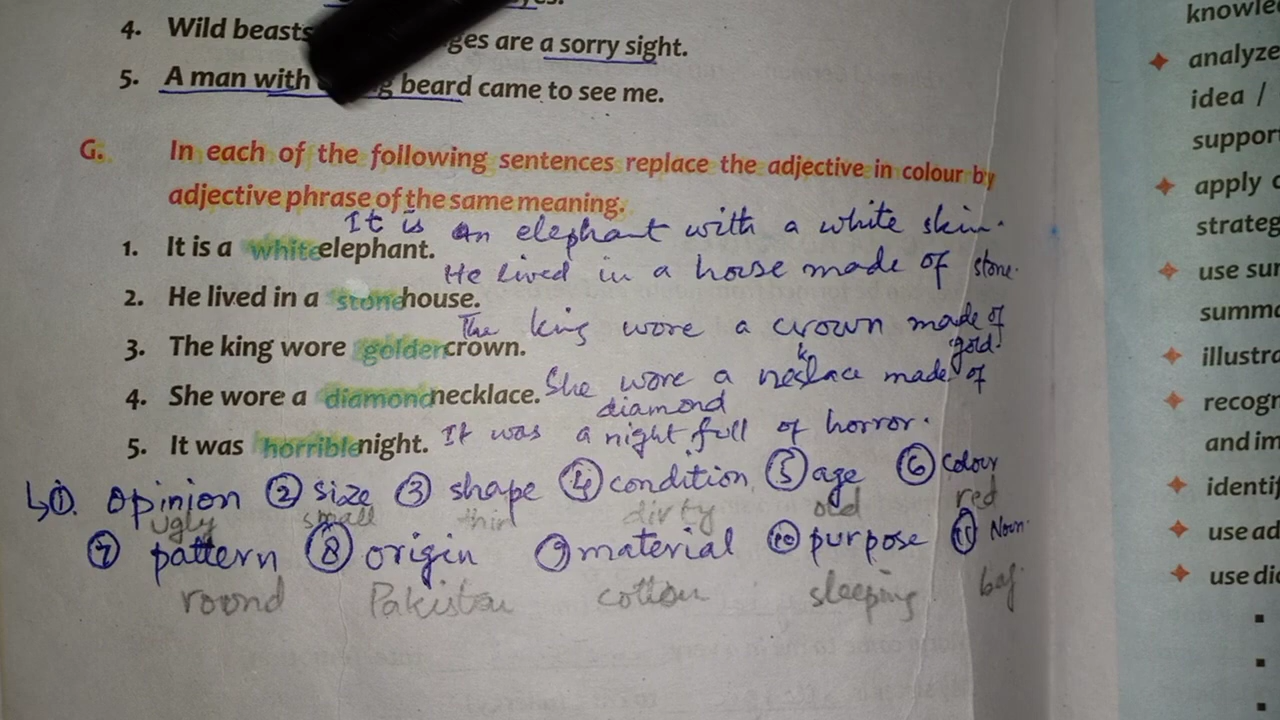 yes.
4. Wild beasts ges are a sorry sight.
5. A man with g beard came to see me.
G. In each of the following sentences replace the adjective in colour by
adjective phrase of the same meaning.
It is an elephant with a white skin.
1. It is a white elephant.
He lived in a house made of stone.
2. He lived in a stone house.
The king wore a crown made of
gold.
3. The king wore golden crown.
k
4. She wore a diamond necklace. She wore a neslace made of
diamond
5. It was horrible night. It was a night full of horror.
↳ ① opinion ② size ③ shape ④ condition ⑤ age ⑥ Colour
ugly small thin dirty old red
⑦ pattern ⑧ origin ⑨ material ⑩ purpose ⑪ Noun
round Pakistan cotton sleeping bag
knowle
analyze
idea /
suppor
apply
strateg
use sur
summa
illustra
recogr
and im
identif
use ad
use dic